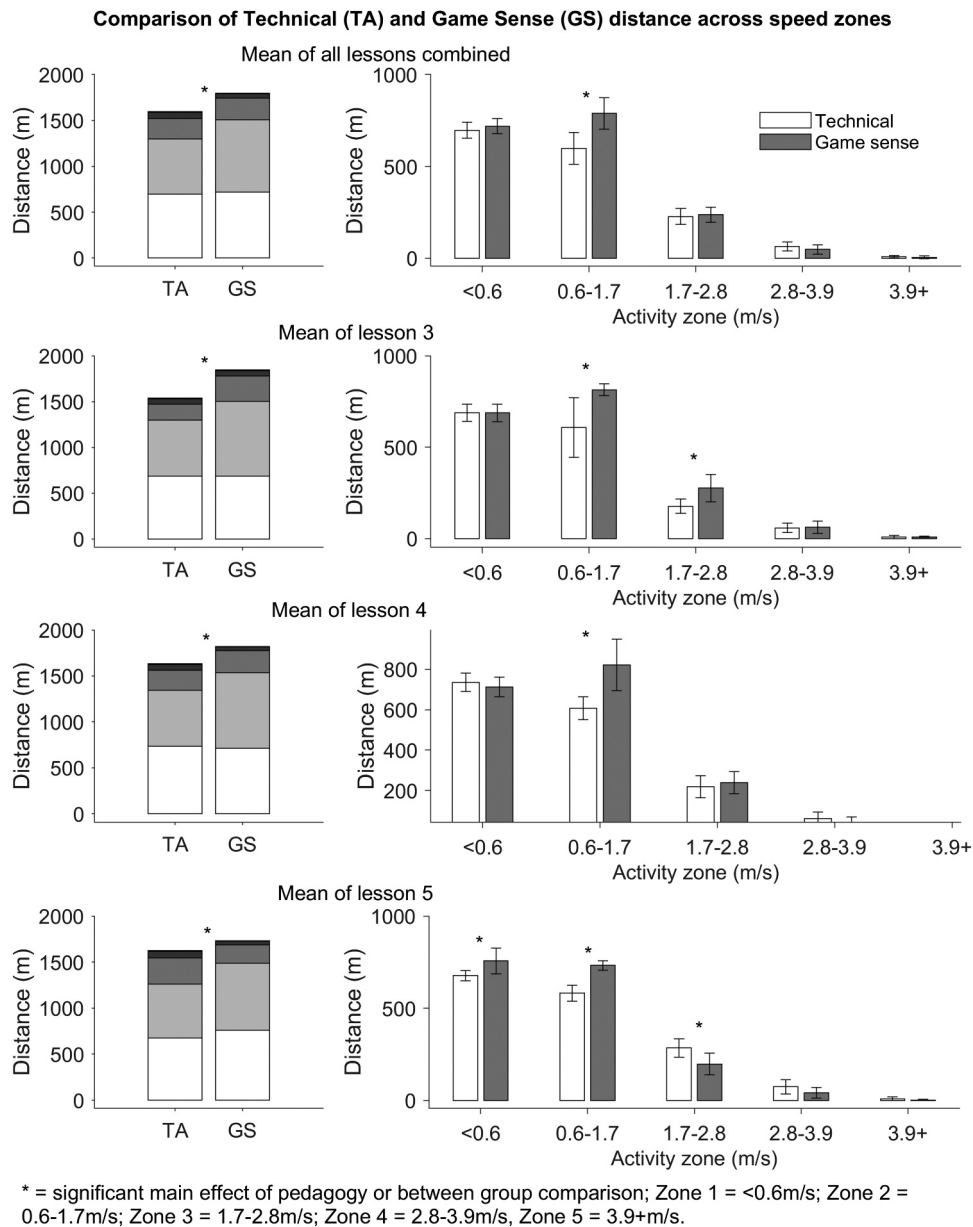 Comparison of Technical (TA) and Game Sense (GS) distance across speed zones
Mean of all lessons combined
Distance (m)
2000
1500
1000
500
0
*
TA
GS
Distance (m)
1000
500
0
*
Technical
Game sense
<0.6
0.6-1.7
1.7-2.8
2.8-3.9
3.9+
Activity zone (m/s)
Mean of lesson 3
Distance (m)
2000
1500
1000
500
0
*
TA
GS
Distance (m)
1000
500
0
*
*
<0.6
0.6-1.7
1.7-2.8
2.8-3.9
3.9+
Activity zone (m/s)
Mean of lesson 4
Distance (m)
2000
1500
1000
500
0
*
TA
GS
Distance (m)
800
600
400
200
*
<0.6
0.6-1.7
1.7-2.8
2.8-3.9
3.9+
Activity zone (m/s)
Mean of lesson 5
Distance (m)
2000
1500
1000
500
0
*
TA
GS
Distance (m)
1000
500
0
*
*
*
<0.6
0.6-1.7
1.7-2.8
2.8-3.9
3.9+
Activity zone (m/s)
* = significant main effect of pedagogy or between group comparison; Zone 1 = <0.6m/s; Zone 2 =
0.6-1.7m/s; Zone 3 = 1.7-2.8m/s; Zone 4 = 2.8-3.9m/s, Zone 5 = 3.9+m/s.